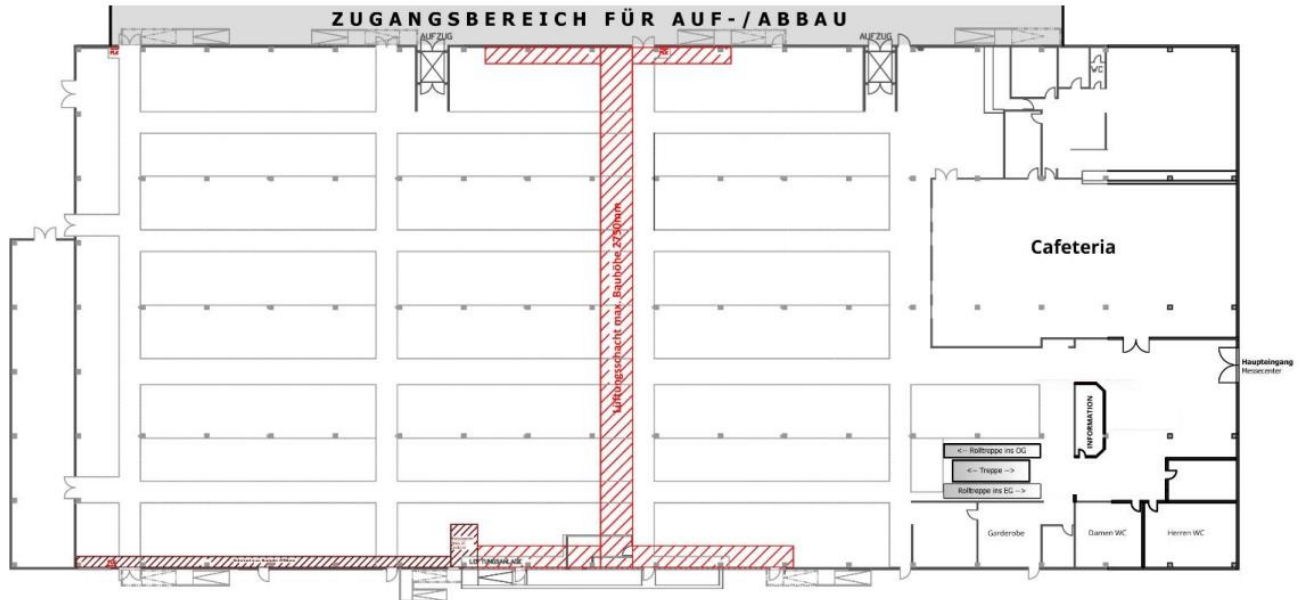 ZUGANGSBEREICH FÜR AUF-/ABBAU
AUFZUG
AUFZUG
WC
Lüftungsschacht max. Bauhöhe 2750mm
Cafeteria
Haupteingang
Messecenter
INFORMATION
<-- Rolltreppe ins OG
<-- Treppe -->
Rolltreppe ins EG -->
Garderobe
Damen WC
Herren WC
LÜFTUNGSANLAGE